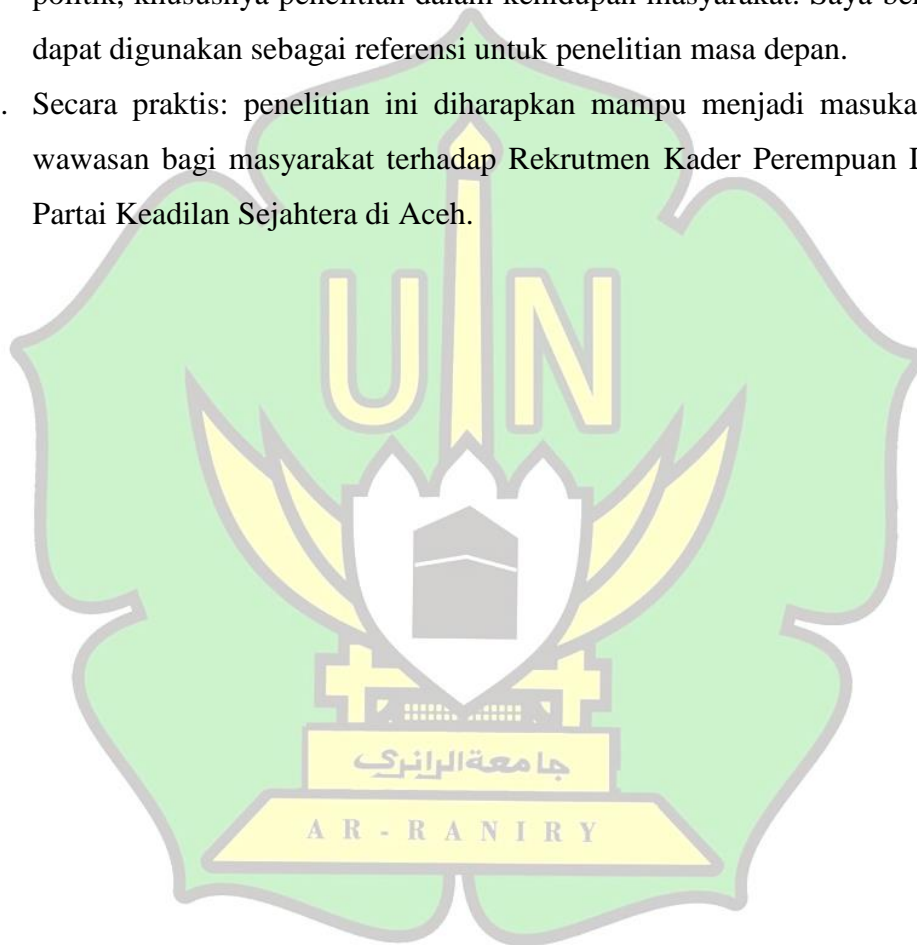 politik, khususnya penelitian dalam kehidupan masyarakat. Saya
dapat digunakan sebagai referensi untuk penelitian masa depan.
. Secara praktis: penelitian ini diharapkan mampu menjadi
wawasan bagi masyarakat terhadap Rekrutmen Kader Perempuan
Partai Keadilan Sejahtera di Aceh.
UIN
جامعة الرانري
AR-RANIRY